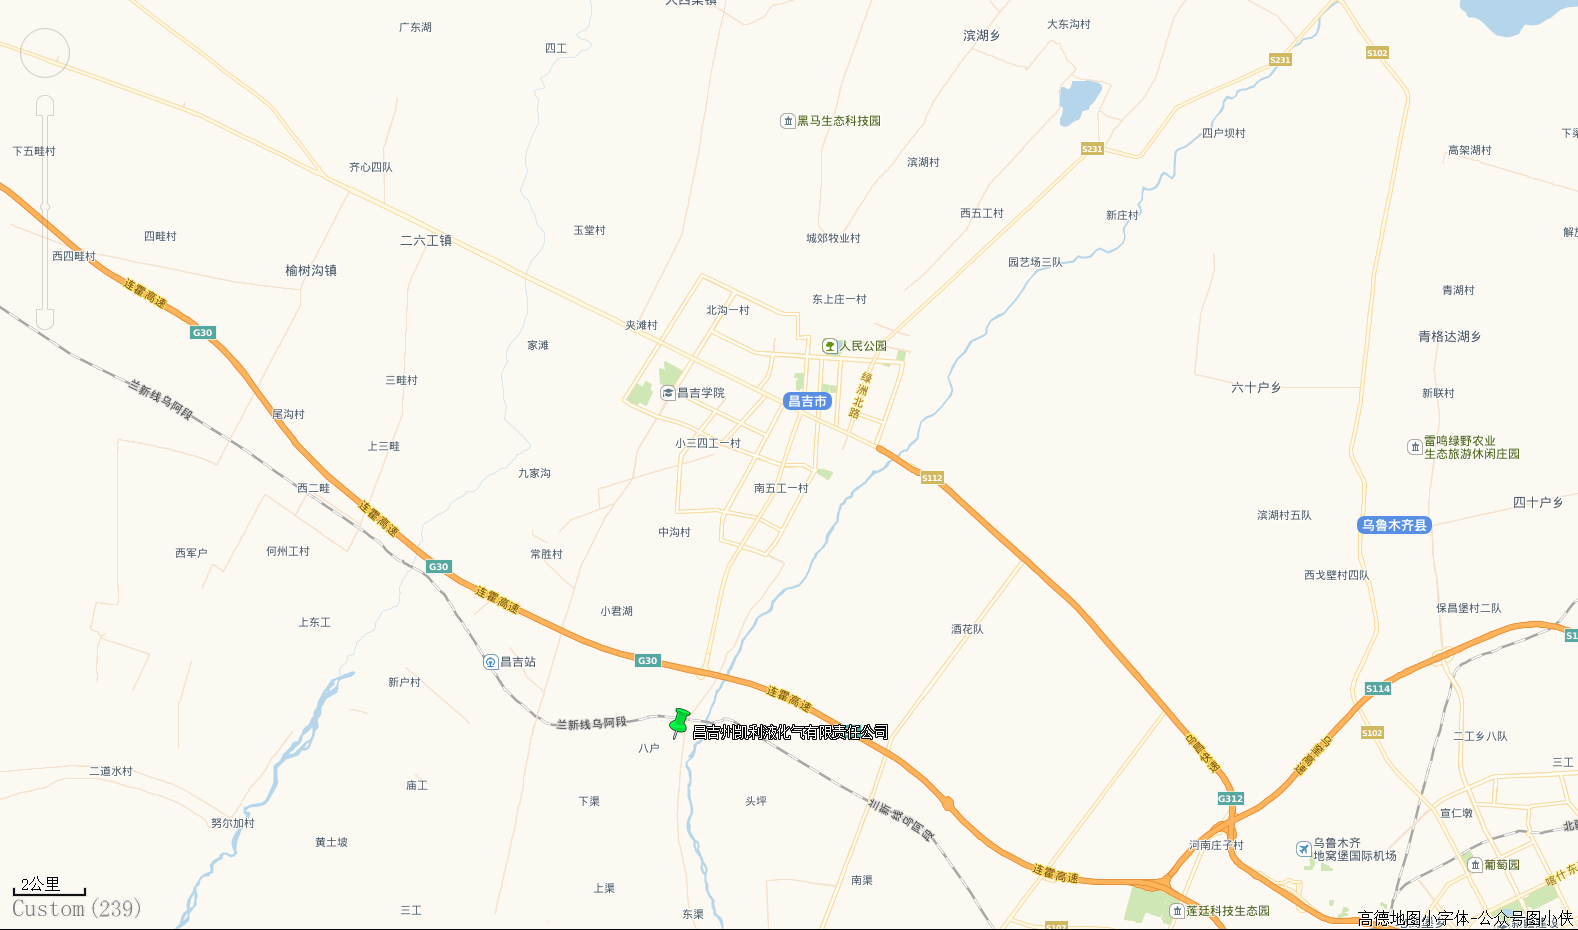 广东湖
四工
滨湖乡
大东沟村
S231
S102
黑马生态科技园
下五畦村
齐心四队
滨湖村
S231
四户坝村
高架湖村
四畦村
西四畦村
二六工镇
玉堂村
城郊牧业村
西五工村
新庄村
榆树沟镇
园艺场三队
连霍高速
G30
北沟一村
东上庄一村
青湖村
夹滩村
家滩
人民公园
青格达湖乡
三畦村
昌吉学院
昌吉市
绿洲北路
六十户乡
新联村
兰新线乌阿段
尾沟村
上三畦
小三四工一村
雷鸣绿野农业
生态旅游休闲庄园
九家沟
西二畦
南五工一村
S112
四十户乡
连霍高速
中沟村
滨湖村五队
乌鲁木齐县
西军户
何州工村
常胜村
G30
连霍高速
西戈壁村四队
上东工
小君湖
酒花队
保昌堡村二队
昌吉站
G30
新户村
连霍高速
S114
兰新线乌阿段
昌吉州凯利液化气有限责任公司
八户
乌昌快速
S102
二工乡八队
三工
二道水村
庙工
下渠
头坪
G312
努尔加村
黄土坡
兰新线乌阿段
宣仁墩
河南庄子村
乌鲁木齐
地窝堡国际机场
葡萄园
连霍高速
2公里
上渠
南渠
Custom(239)
三工
东渠
莲廷科技生态园
高德地图小字体-公众号图小侠